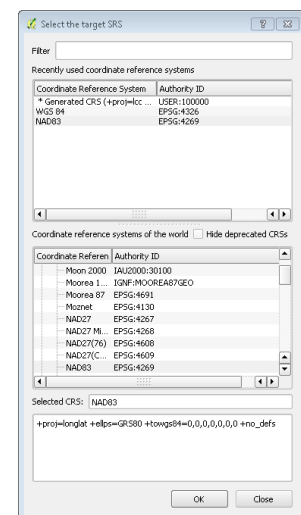 Select the target SRS
Filter
Recently used coordinate reference systems
Coordinate Reference System Authority ID
* Generated CRS (+proj=lcc ... USER:100000
WGS 84 EPSG:4326
NAD83 EPSG:4269
Coordinate reference systems of the world Hide deprecated CRSs
Coordinate Referen Authority ID
Moon 2000 IAU2000:30100
Moorea 1... IGNF:MOOREA87GEO
Moorea 87 EPSG:4691
Moznet EPSG:4130
NAD27 EPSG:4267
NAD27 Mi... EPSG:4268
NAD27(76) EPSG:4608
NAD27(C... EPSG:4609
NAD83 EPSG:4269
Selected CRS: NAD83
+proj=longlat +ellps=GRS80 +towgs84=0,0,0,0,0,0,0 +no_defs
OK Close